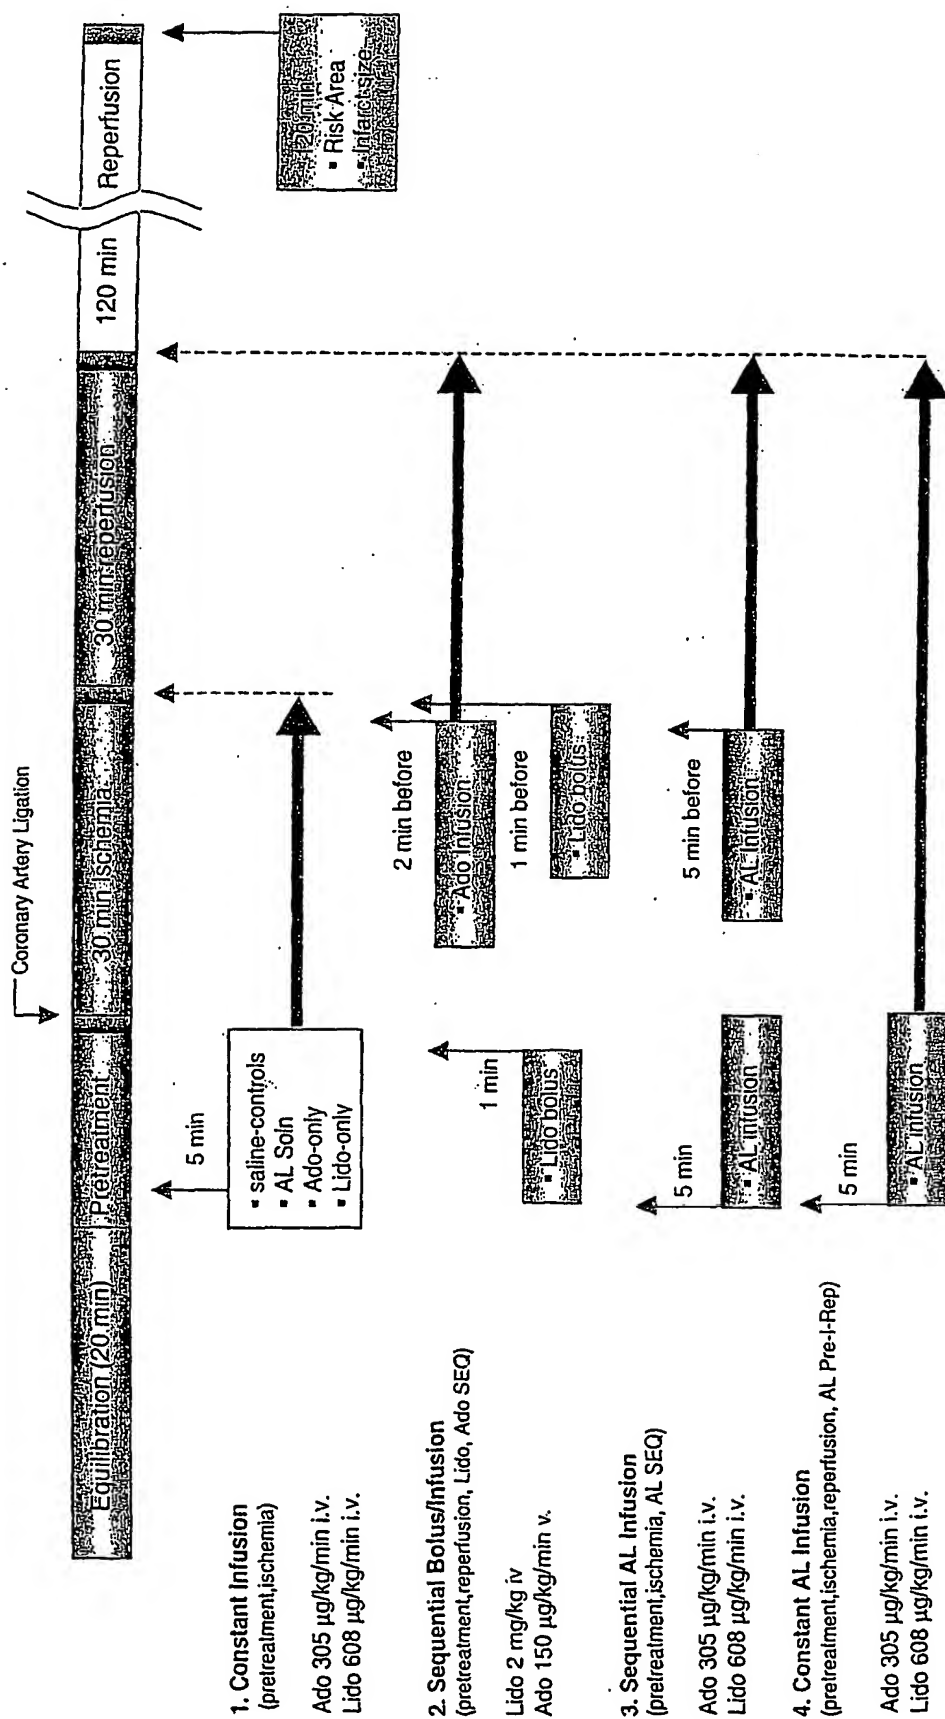 Coronary Artery Ligation
Equilibration (20 min)
Pretreatment
30 min Ischemia
30 min reperfusion
120 min
Reperfusion
120 min
▪ Risk Area
▪ Infarct size
1. Constant Infusion
(pretreatment,ischemia)
Ado 305 µg/kg/min i.v.
Lido 608 µg/kg/min i.v.
5 min
▪ saline-controls
▪ AL Soln
▪ Ado-only
▪ Lido-only
2. Sequential Bolus/Infusion
(pretreatment,reperfusion, Lido, Ado SEQ)
Lido 2 mg/kg iv
Ado 150 µg/kg/min v.
1 min
▪ Lido bolus
2 min before
▪ Ado Infusion
1 min before
▪ Lido bolus
3. Sequential AL Infusion
(pretreatment,ischemia, AL SEQ)
Ado 305 µg/kg/min i.v.
Lido 608 µg/kg/min i.v.
5 min
▪ AL infusion
5 min before
▪ AL Infusion
4. Constant AL Infusion
(pretreatment,ischemia,reperfusion, AL Pre-I-Rep)
Ado 305 µg/kg/min i.v.
Lido 608 µg/kg/min i.v.
5 min
▪ AL infusion